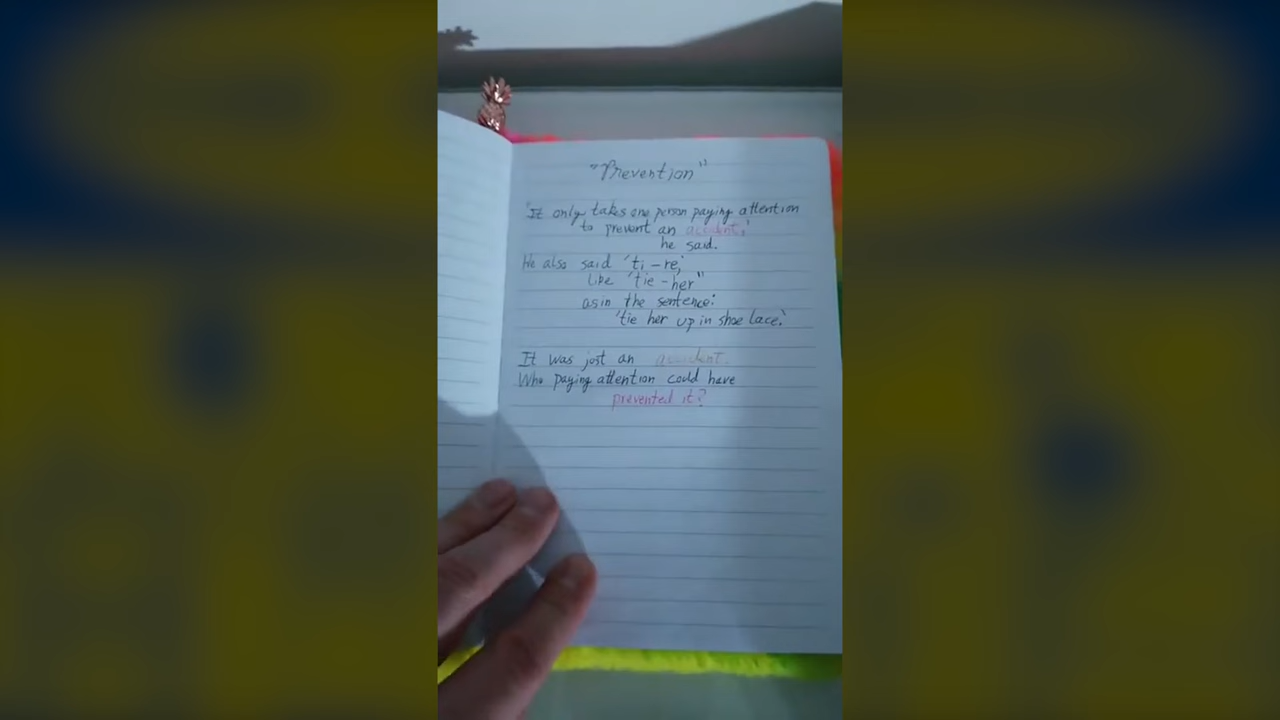 "Prevention"
'It only takes one person paying attention
to prevent an accident,'
he said.
He also said 'ti-re,'
like 'tie-her"
as in the sentence:
'tie her up in shoe lace.'
It was just an accident.
Who paying attention could have
prevented it?